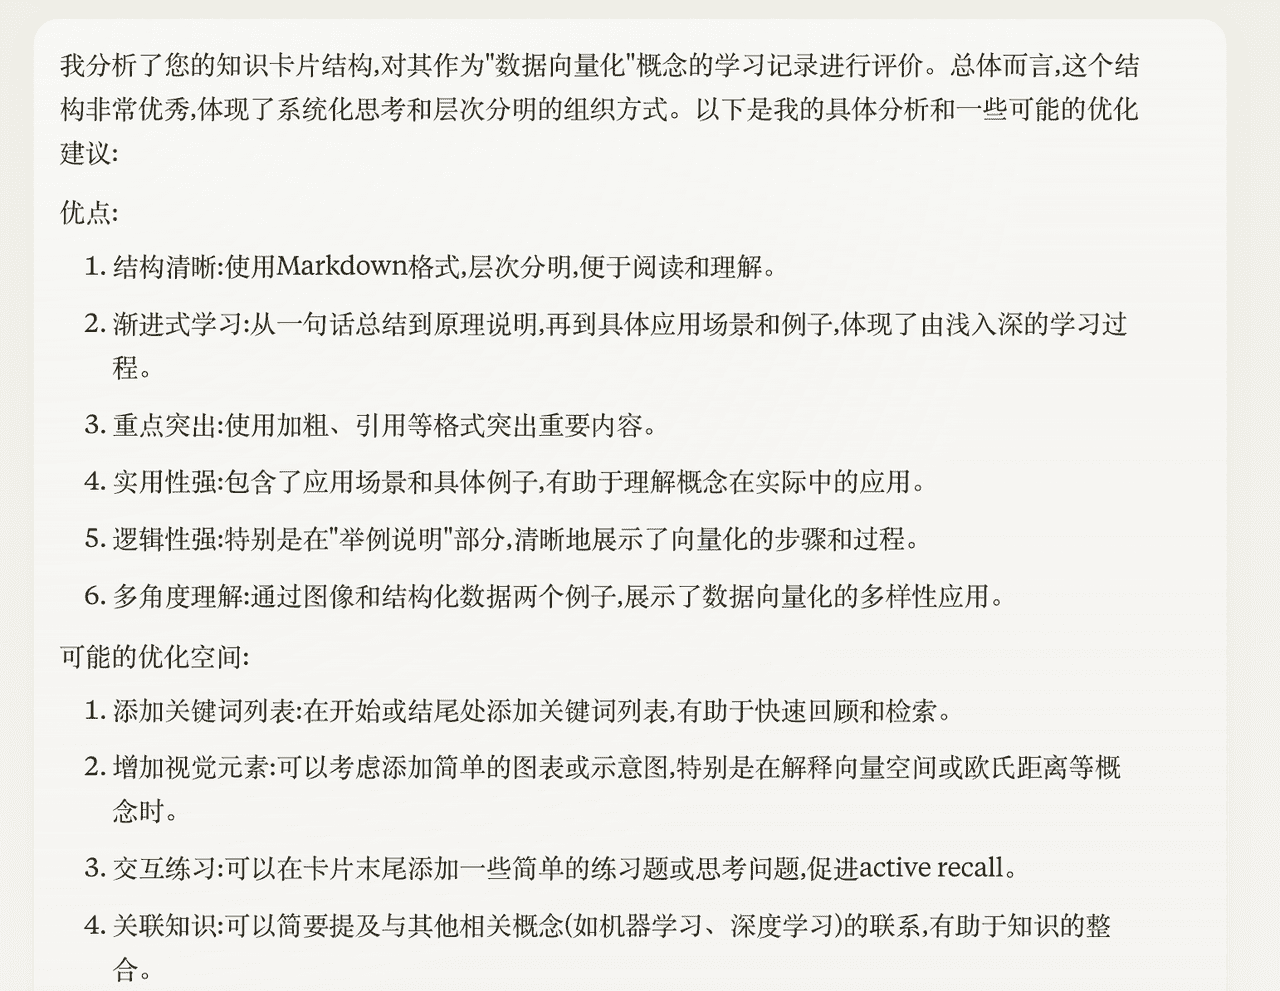 我分析了您的知识卡片结构,对其作为"数据向量化"概念的学习记录进行评价。总体而言,这个结
构非常优秀,体现了系统化思考和层次分明的组织方式。以下是我的具体分析和一些可能的优化
建议:
优点:
1. 结构清晰:使用Markdown格式,层次分明,便于阅读和理解。
2. 渐进式学习:从一句话总结到原理说明,再到具体应用场景和例子,体现了由浅入深的学习过
程。
3. 重点突出:使用加粗、引用等格式突出重要内容。
4. 实用性强:包含了应用场景和具体例子,有助于理解概念在实际中的应用。
5. 逻辑性强:特别是在"举例说明"部分,清晰地展示了向量化的步骤和过程。
6. 多角度理解:通过图像和结构化数据两个例子,展示了数据向量化的多样性应用。
可能的优化空间:
1. 添加关键词列表:在开始或结尾处添加关键词列表,有助于快速回顾和检索。
2. 增加视觉元素:可以考虑添加简单的图表或示意图,特别是在解释向量空间或欧氏距离等概
念时。
3. 交互练习:可以在卡片末尾添加一些简单的练习题或思考问题,促进active recall。
4. 关联知识:可以简要提及与其他相关概念(如机器学习、深度学习)的联系,有助于知识的整
合。